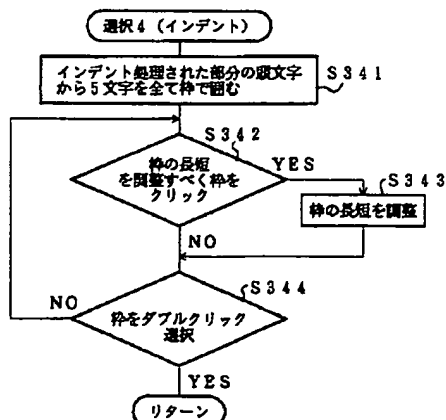 選択４（インデント）
インデント処理された部分の頭文字
から５文字を全て枠で囲む
Ｓ３４１
Ｓ３４２
枠の長短
を調整すべく枠を
クリック
ＹＥＳ
Ｓ３４３
枠の長短を調整
ＮＯ
Ｓ３４４
ＮＯ
枠をダブルクリック
選択
ＹＥＳ
リターン